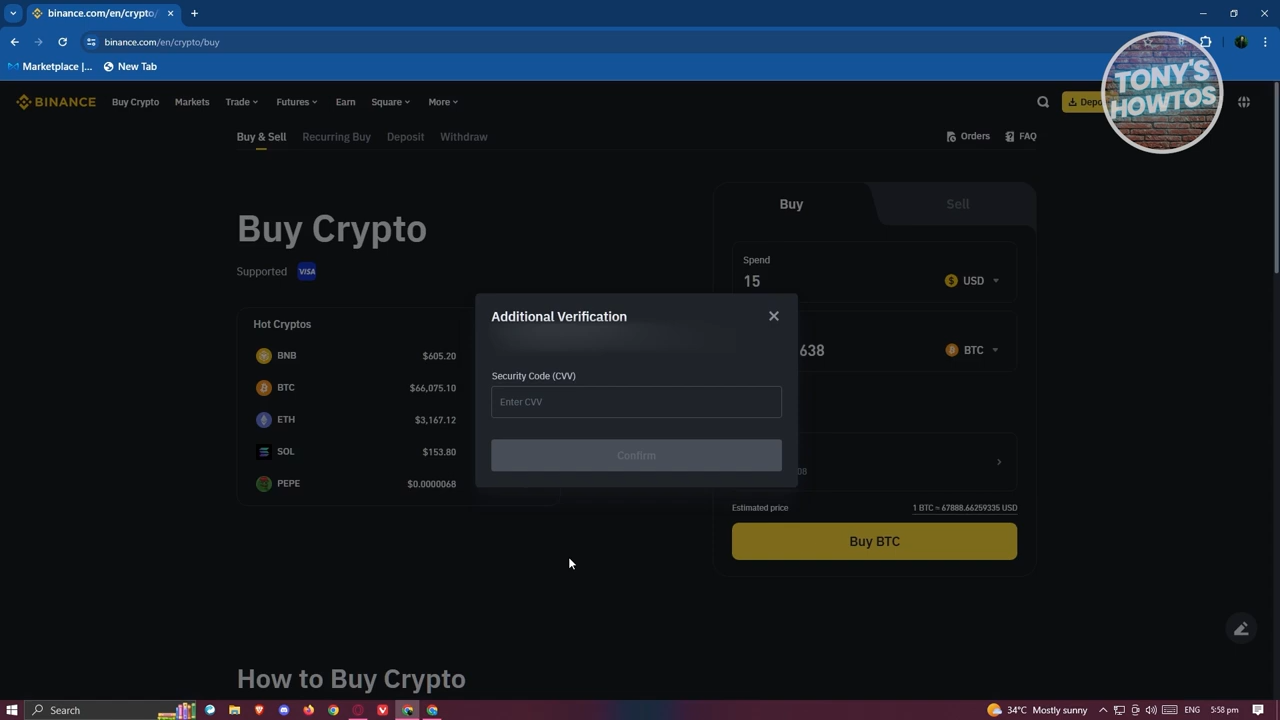 binance.com/en/crypto/
binance.com/en/crypto/buy
Marketplace |...
New Tab
TONY'S
HOWTOS
BINANCE
Buy Crypto
Markets
Trade
Futures
Earn
Square
More
Buy & Sell
Recurring Buy
Deposit
Withdraw
Orders
FAQ
Buy Crypto
Supported VISA
Hot Cryptos
BNB $605.20
BTC $66,075.10
ETH $3,167.12
SOL $153.80
PEPE $0.0000068
Buy
Sell
Spend
15 USD
638 BTC
08
Estimated price 1 BTC ≈ 67888.66259335 USD
Buy BTC
Additional Verification
Security Code (CVV)
Enter CVV
Confirm
How to Buy Crypto
Search
34°C Mostly sunny
ENG
5:58 pm